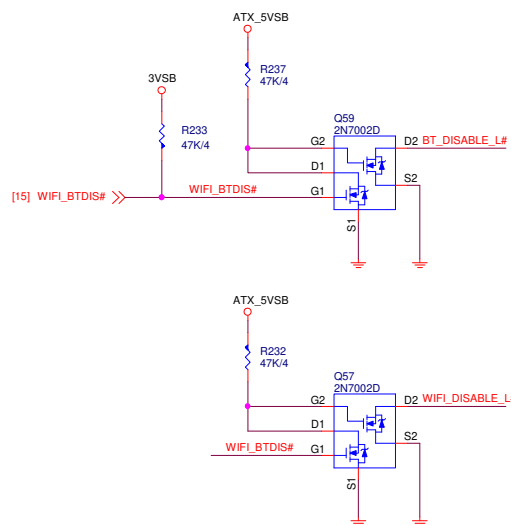 ATX_5VSB
R237
47K/4
3VSB
R233
47K/4
Q59
2N7002D
G2
D2
BT_DISABLE_L#
D1
S2
[15] WIFI_BTDIS#
WIFI_BTDIS#
G1
S1
ATX_5VSB
R232
47K/4
Q57
2N7002D
G2
D2
WIFI_DISABLE_L
D1
S2
WIFI_BTDIS#
G1
S1